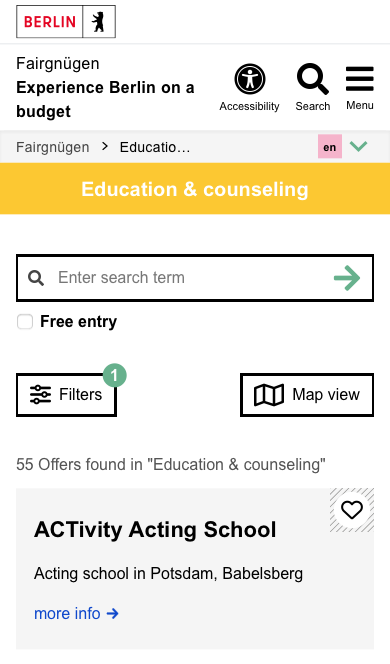 BERLIN
Fairgnügen
Experience Berlin on a
budget
Accessibility
Search
Menu
Fairgnügen > Educatio...
en
Education & counseling
Enter search term
Free entry
Filters
1
Map view
55 Offers found in "Education & counseling"
ACTivity Acting School
Acting school in Potsdam, Babelsberg
more info